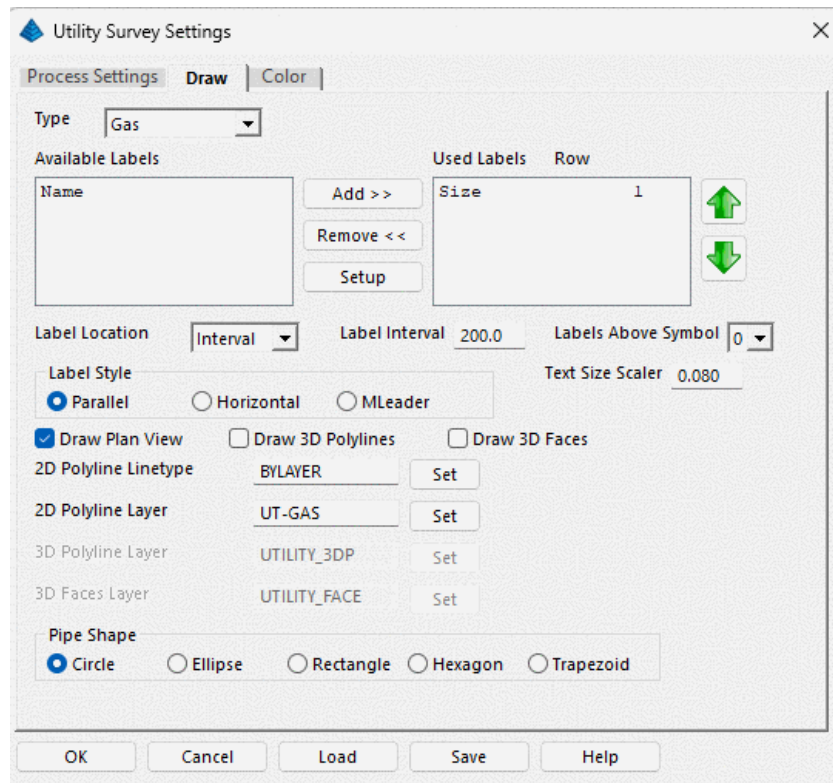 Utility Survey Settings
Process Settings Draw Color
Type Gas
Available Labels Used Labels Row
Name Add >> Size 1
Remove <<
Setup
Label Location Interval Label Interval 200.0 Labels Above Symbol 0
Label Style Text Size Scaler 0.080
Parallel Horizontal MLeader
Draw Plan View Draw 3D Polylines Draw 3D Faces
2D Polyline Linetype BYLAYER Set
2D Polyline Layer UT-GAS Set
3D Polyline Layer UTILITY_3DP Set
3D Faces Layer UTILITY_FACE Set
Pipe Shape
Circle Ellipse Rectangle Hexagon Trapezoid
OK Cancel Load Save Help